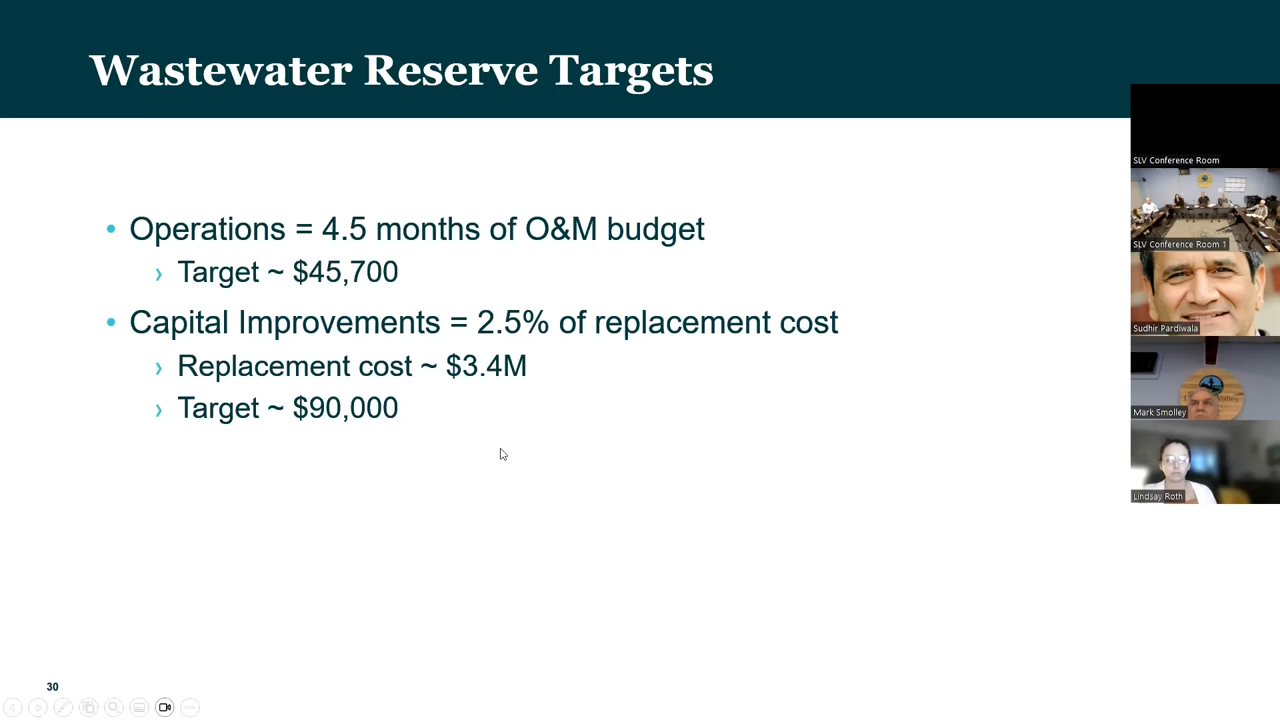 Wastewater Reserve Targets
• Operations = 4.5 months of O&M budget
› Target ~ $45,700
• Capital Improvements = 2.5% of replacement cost
› Replacement cost ~ $3.4M
› Target ~ $90,000
30
SLV Conference Room
SLV Conference Room 1
Sudhir Pardiwala
Mark Smolley
Lindsay Roth